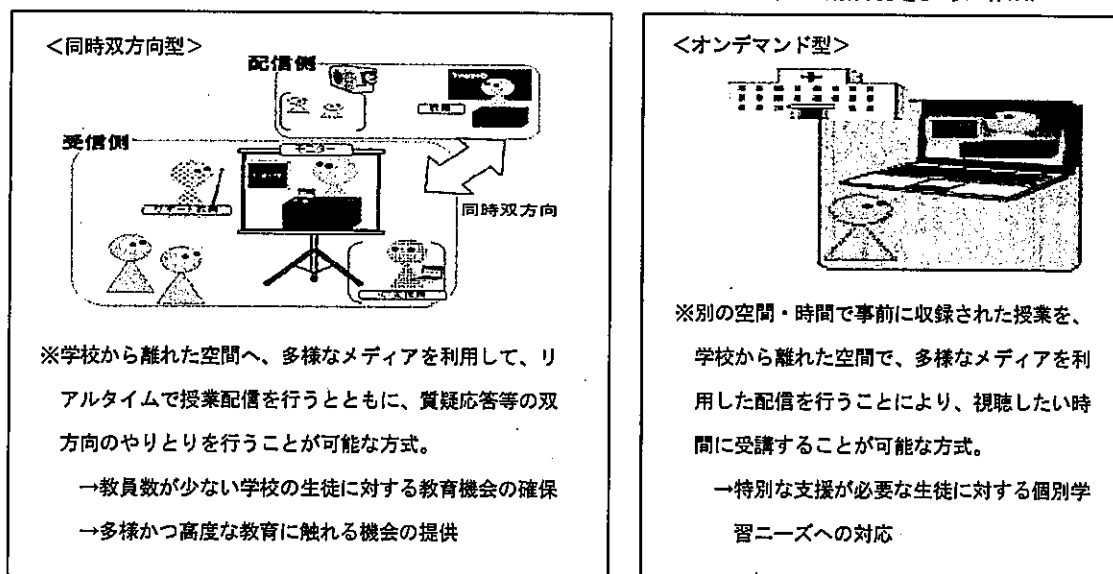 <同時双方向型>
配信側
受信側
モニター
同時双方向
※学校から離れた空間へ、多様なメディアを利用して、リ
アルタイムで授業配信を行うとともに、質疑応答等の双
方向のやりとりを行うことが可能な方式。
→教員数が少ない学校の生徒に対する教育機会の確保
→多様かつ高度な教育に触れる機会の提供
<オンデマンド型>
※別の空間・時間で事前に収録された授業を、
学校から離れた空間で、多様なメディアを利
用した配信を行うことにより、視聴したい時
間に受講することが可能な方式。
→特別な支援が必要な生徒に対する個別学
習ニーズへの対応